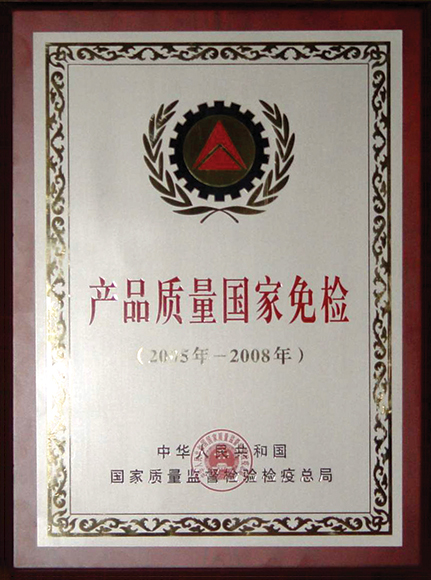 产品质量国家免检
（2005年－2008年）
中华人民共和国
国家质量监督检验检疫总局